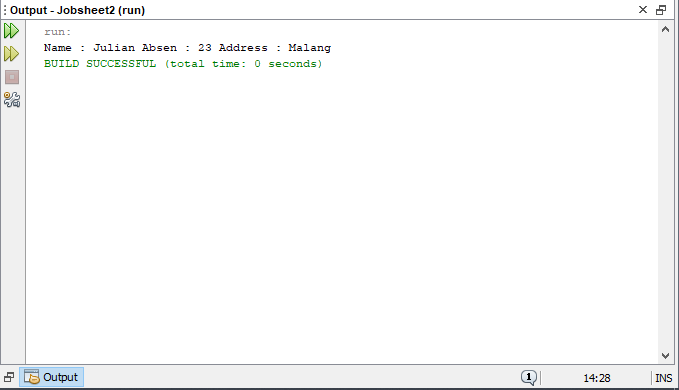 Output - Jobsheet2 (run)
run:
Name : Julian Absen : 23 Address : Malang
BUILD SUCCESSFUL (total time: 0 seconds)
Output
1
14:28
INS